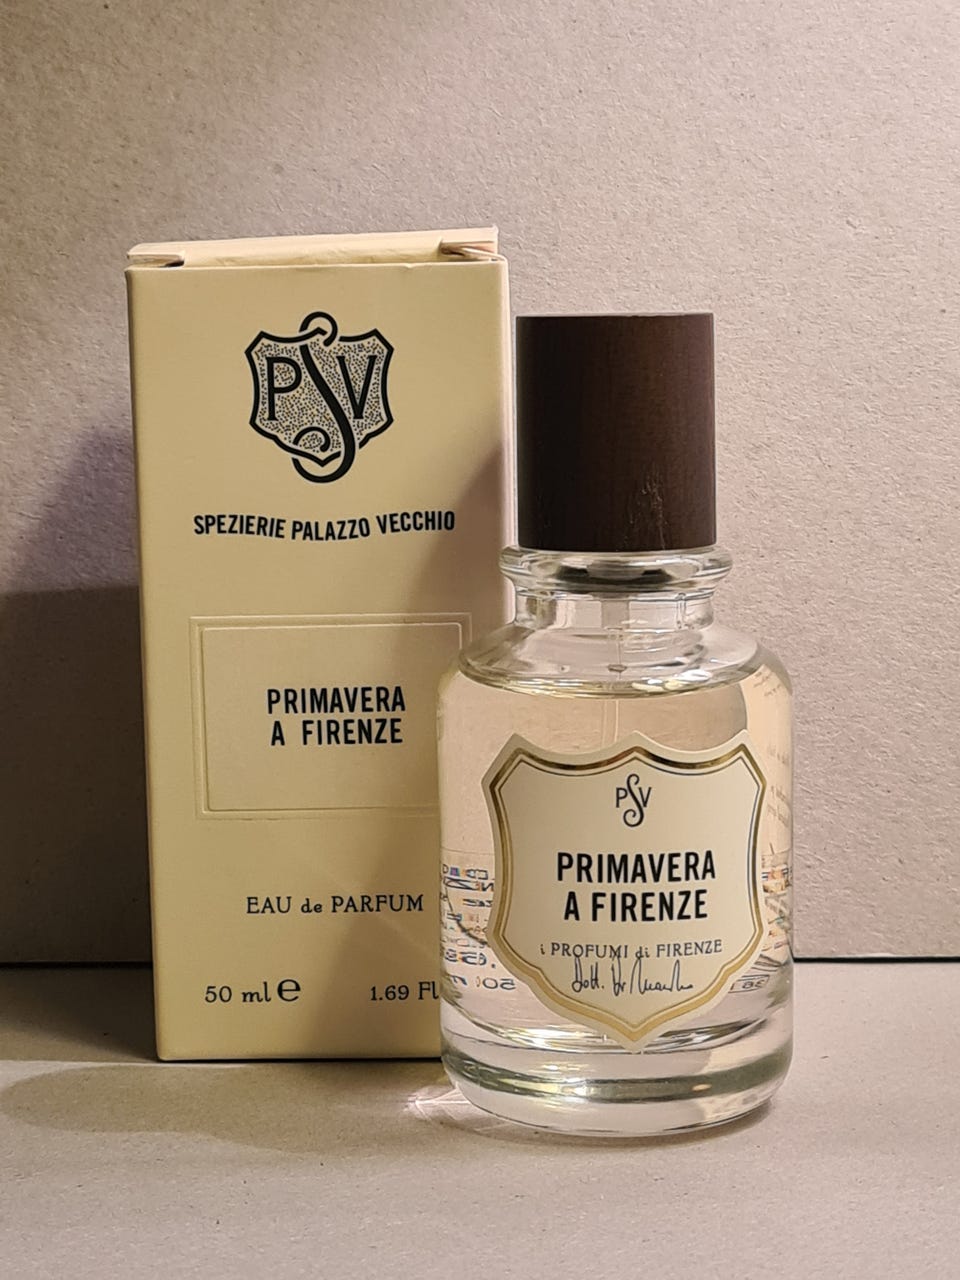 PSV
SPEZIERIE PALAZZO VECCHIO
PRIMAVERA
A FIRENZE
EAU de PARFUM
50 ml e 1.69 Fl
PSV
PRIMAVERA
A FIRENZE
i PROFUMI di FIRENZE